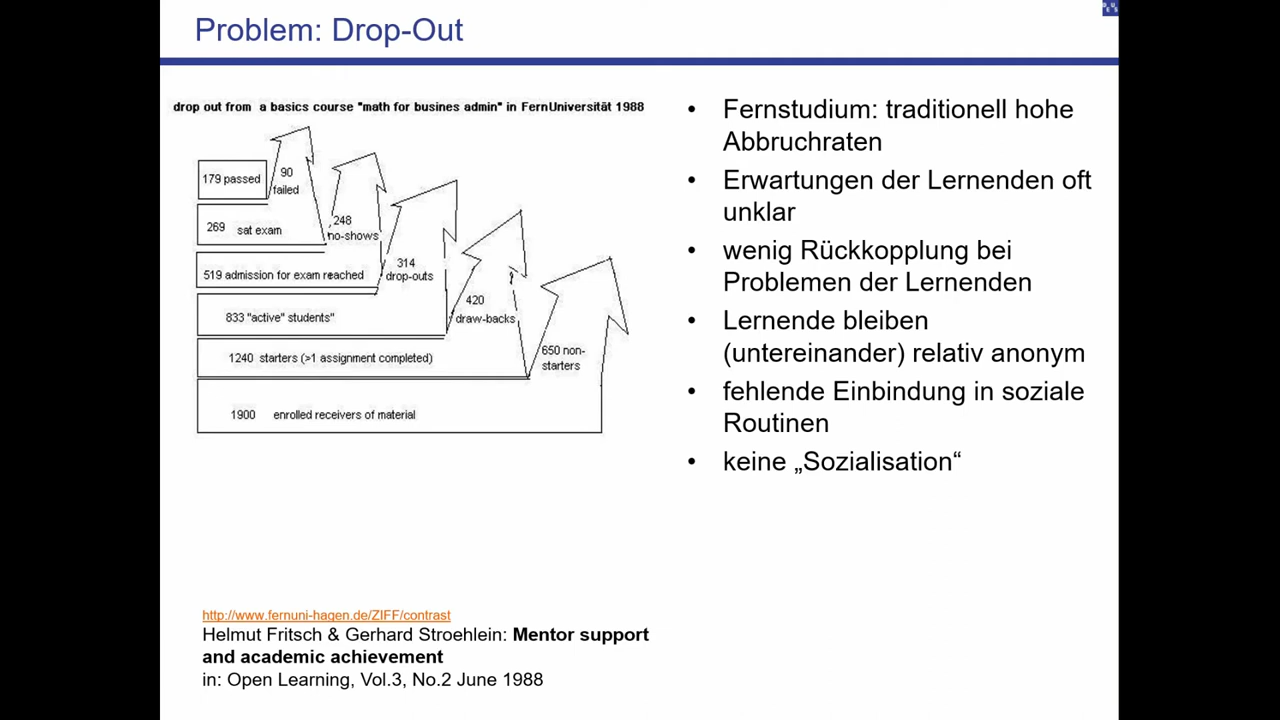 Problem: Drop-Out
drop out from a basics course "math for busines admin" in FernUniversität 1988
179 passed
90
failed
269 sat exam
248
no-shows
519 admission for exam reached
314
drop-outs
833 "active" students"
420
draw-backs
1240 starters (>1 assignment completed)
650 non-
starters
1900 enrolled receivers of material
• Fernstudium: traditionell hohe
Abbruchraten
• Erwartungen der Lernenden oft
unklar
• wenig Rückkopplung bei
Problemen der Lernenden
• Lernende bleiben
(untereinander) relativ anonym
• fehlende Einbindung in soziale
Routinen
• keine „Sozialisation“
http://www.fernuni-hagen.de/ZIFF/contrast
Helmut Fritsch & Gerhard Stroehlein: Mentor support
and academic achievement
in: Open Learning, Vol.3, No.2 June 1988